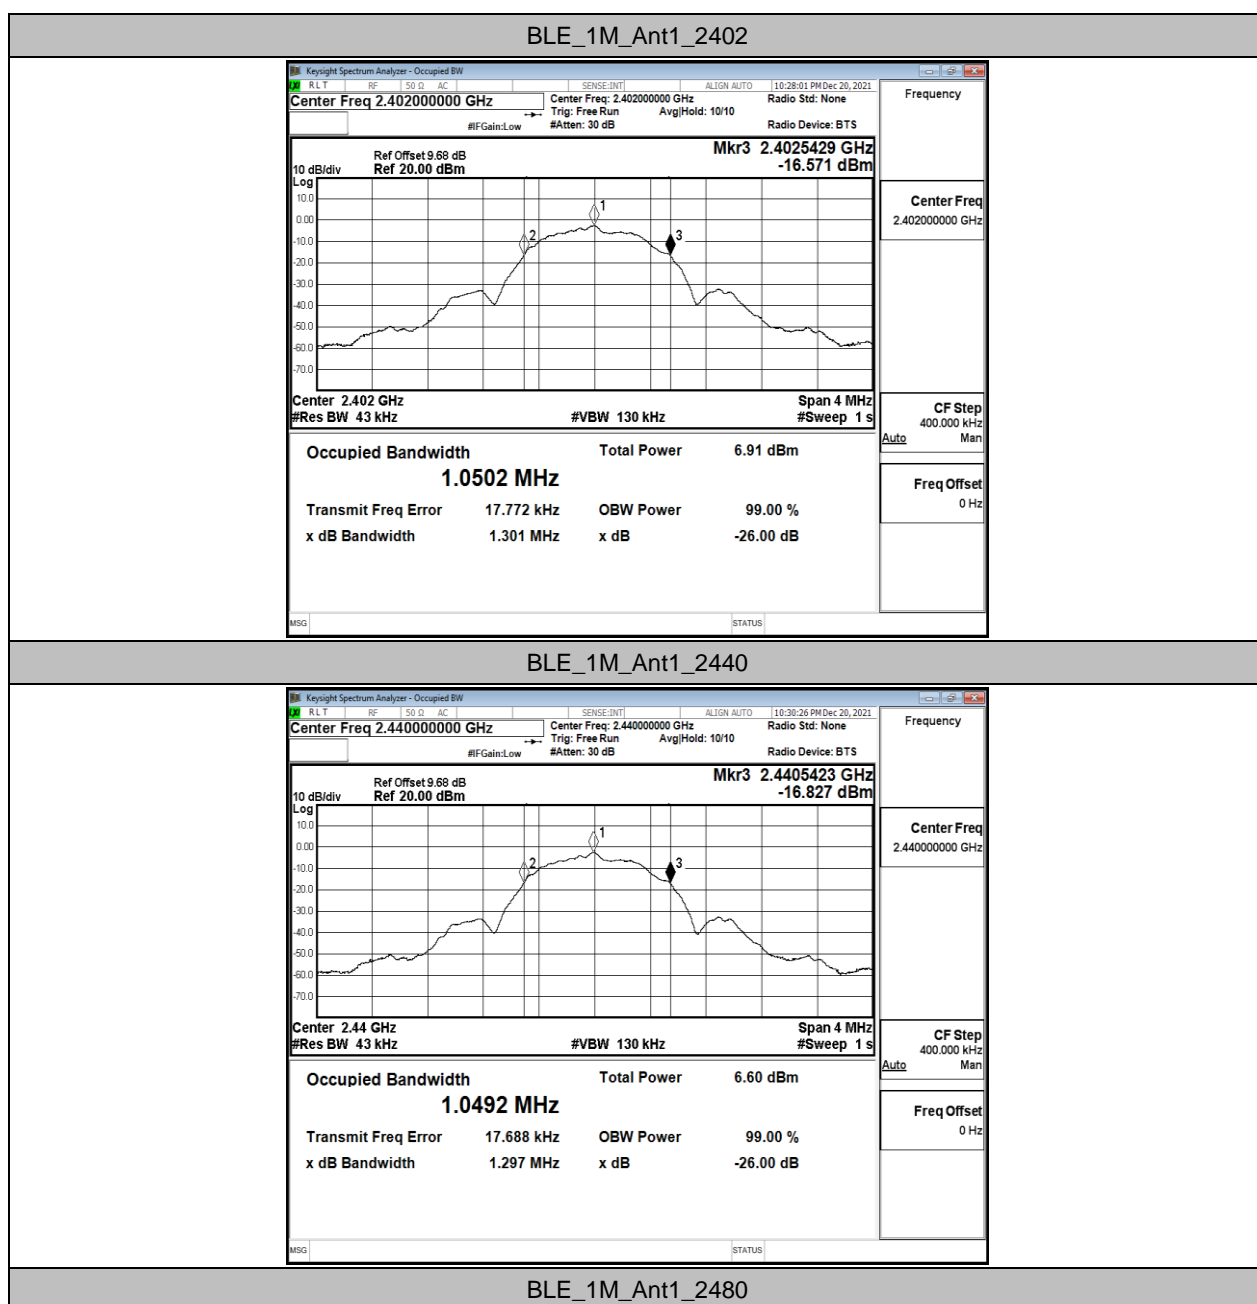 BLE_1M_Ant1_2402
Keysight Spectrum Analyzer - Occupied BW
LXI RLT RF 50 Ω AC SENSE:INT ALIGN AUTO 10:28:01 PM Dec 20, 2021
Center Freq 2.402000000 GHz Center Freq: 2.402000000 GHz Radio Std: None Frequency
Trig: Free Run Avg|Hold: 10/10
#IFGain:Low #Atten: 30 dB Radio Device: BTS
Mkr3 2.4025429 GHz
-16.571 dBm
Ref Offset 9.68 dB
10 dB/div Ref 20.00 dBm
Log
10.0
0.00
-10.0
-20.0
-30.0
-40.0
-50.0
-60.0
-70.0
1
2
3
Center Freq
2.402000000 GHz
Center 2.402 GHz Span 4 MHz
#Res BW 43 kHz #VBW 130 kHz #Sweep 1 s
CF Step
400.000 kHz
Auto Man
Occupied Bandwidth Total Power 6.91 dBm
1.0502 MHz
Freq Offset
0 Hz
Transmit Freq Error 17.772 kHz OBW Power 99.00 %
x dB Bandwidth 1.301 MHz x dB -26.00 dB
MSG STATUS
BLE_1M_Ant1_2440
Keysight Spectrum Analyzer - Occupied BW
LXI RLT RF 50 Ω AC SENSE:INT ALIGN AUTO 10:30:26 PM Dec 20, 2021
Center Freq 2.440000000 GHz Center Freq: 2.440000000 GHz Radio Std: None Frequency
Trig: Free Run Avg|Hold: 10/10
#IFGain:Low #Atten: 30 dB Radio Device: BTS
Mkr3 2.4405423 GHz
-16.827 dBm
Ref Offset 9.68 dB
10 dB/div Ref 20.00 dBm
Log
10.0
0.00
-10.0
-20.0
-30.0
-40.0
-50.0
-60.0
-70.0
1
2
3
Center Freq
2.440000000 GHz
Center 2.44 GHz Span 4 MHz
#Res BW 43 kHz #VBW 130 kHz #Sweep 1 s
CF Step
400.000 kHz
Auto Man
Occupied Bandwidth Total Power 6.60 dBm
1.0492 MHz
Freq Offset
0 Hz
Transmit Freq Error 17.688 kHz OBW Power 99.00 %
x dB Bandwidth 1.297 MHz x dB -26.00 dB
MSG STATUS
BLE_1M_Ant1_2480